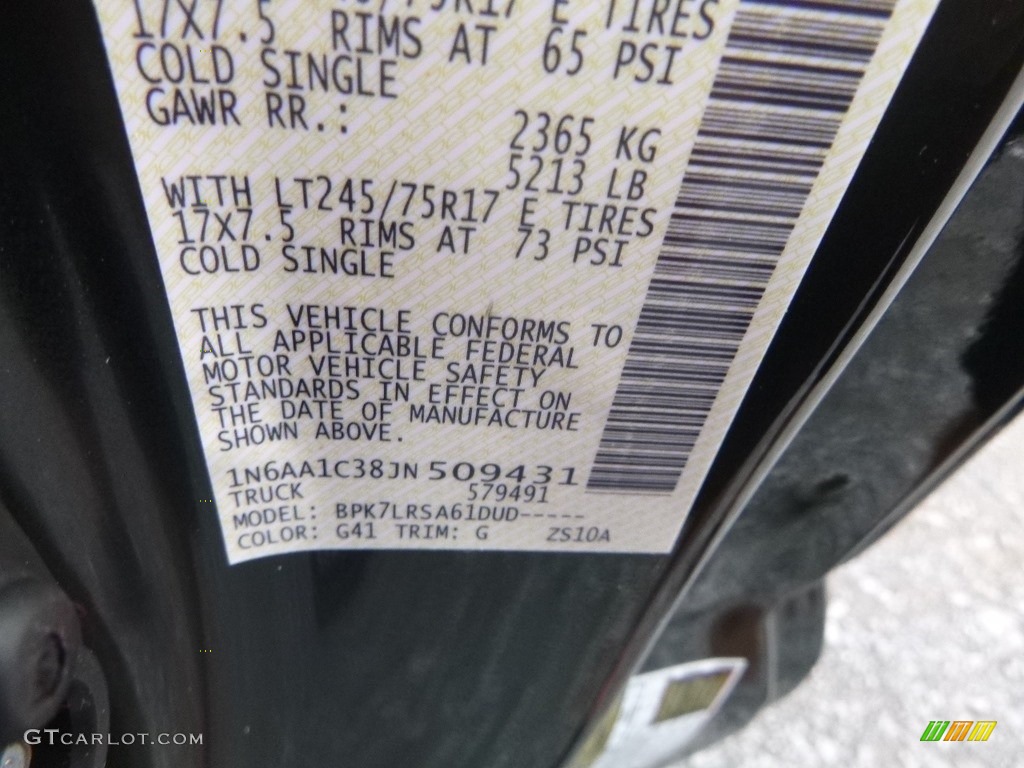 75R17 E TIRES
17X7.5 RIMS AT 65 PSI
COLD SINGLE
GAWR RR.:
2365 KG
5213 LB
WITH LT245/75R17 E TIRES
17X7.5 RIMS AT 73 PSI
COLD SINGLE
THIS VEHICLE CONFORMS TO
ALL APPLICABLE FEDERAL
MOTOR VEHICLE SAFETY
STANDARDS IN EFFECT ON
THE DATE OF MANUFACTURE
SHOWN ABOVE.
1N6AA1C38JN509431
TRUCK 579491
MODEL: BPK7LRSA61DUD-----
COLOR: G41 TRIM: G ZS10A
GTCARLOT.COM